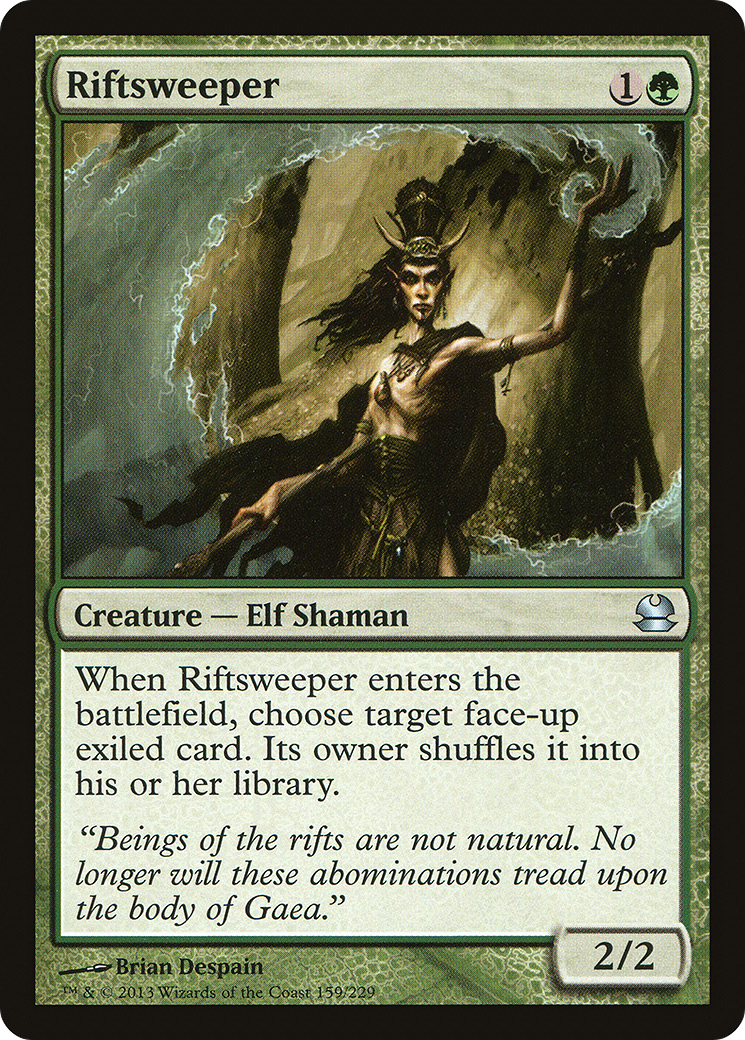 Riftsweeper 1
Creature — Elf Shaman
When Riftsweeper enters the
battlefield, choose target face-up
exiled card. Its owner shuffles it into
his or her library.
“Beings of the rifts are not natural. No
longer will these abominations tread upon
the body of Gaea.”
2/2
Brian Despain
™ & © 2013 Wizards of the Coast 159/229